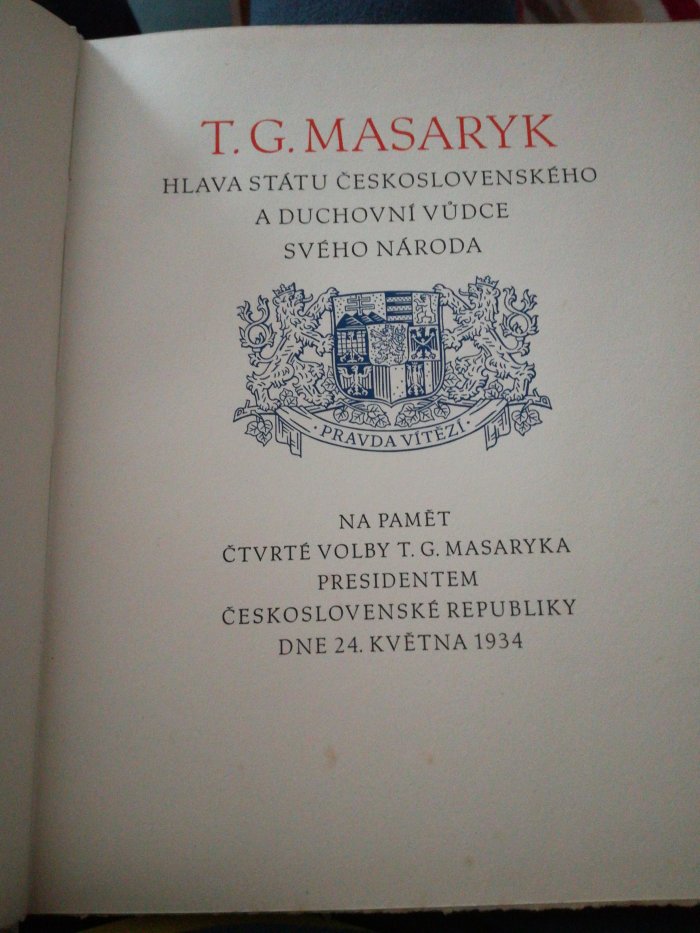 T. G. MASARYK
HLAVA STÁTU ČESKOSLOVENSKÉHO
A DUCHOVNÍ VŮDCE
SVÉHO NÁRODA
· PRAVDA VÍTĚZÍ ·
NA PAMĚT
ČTVRTÉ VOLBY T. G. MASARYKA
PRESIDENTEM
ČESKOSLOVENSKÉ REPUBLIKY
DNE 24. KVĚTNA 1934